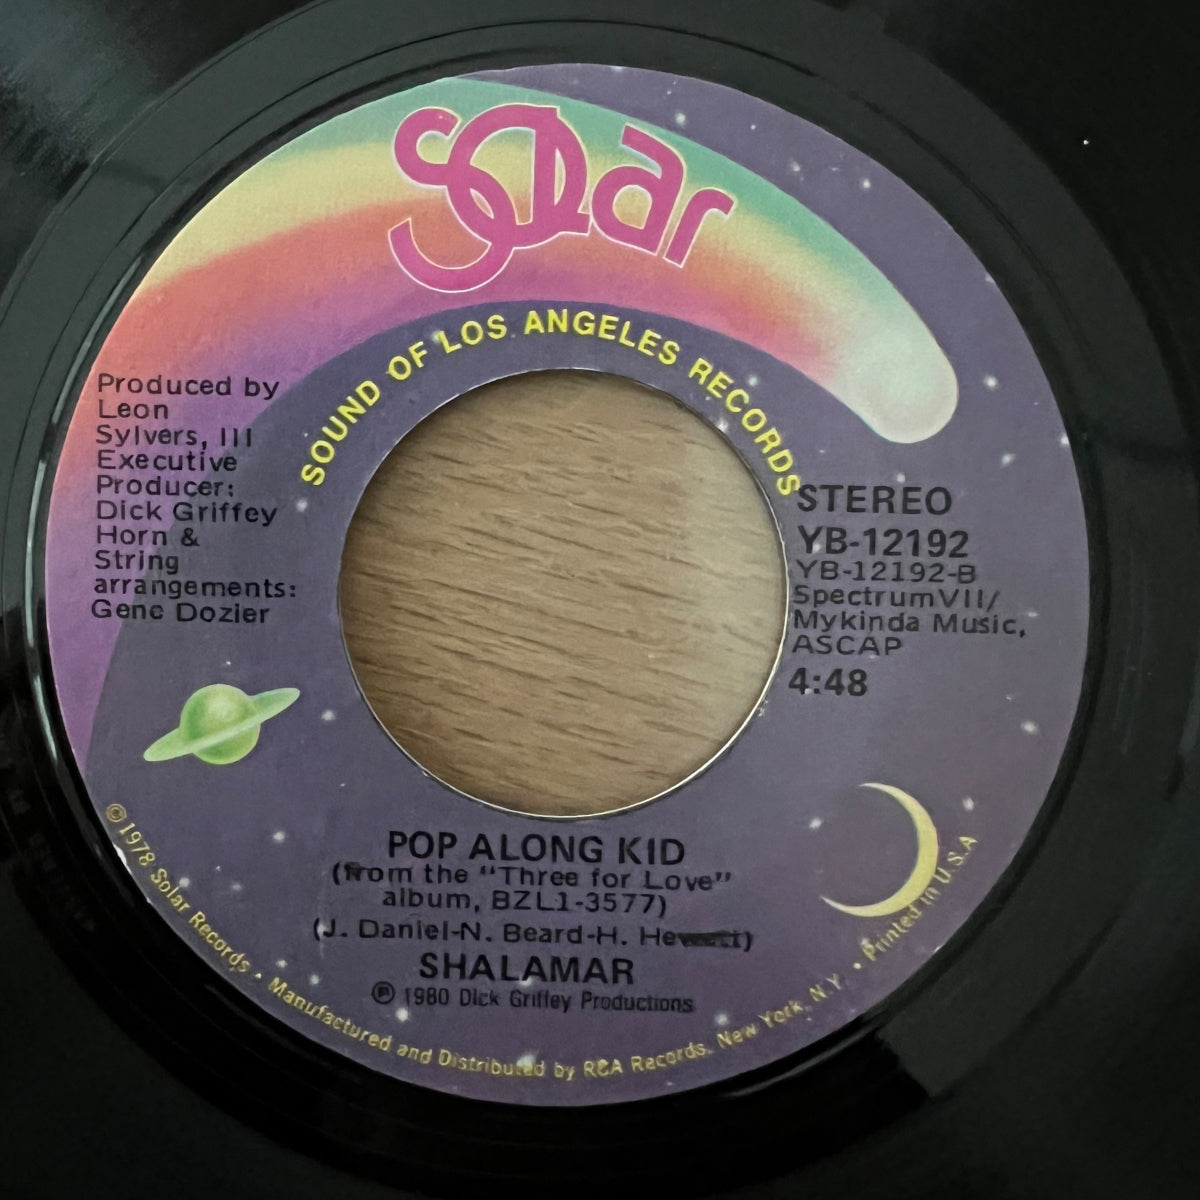 Solar
SOUND OF LOS ANGELES RECORDS
Produced by
Leon
Sylvers, III
Executive
Producer:
Dick Griffey
Horn &
String
arrangements:
Gene Dozier
STEREO
YB-12192
YB-12192-B
SpectrumVII/
Mykinda Music,
ASCAP
4:48
POP ALONG KID
(from the "Three for Love"
album, BZL1-3577)
(J. Daniel-N. Beard-H. Hewett)
SHALAMAR
℗ 1980 Dick Griffey Productions
© 1978 Solar Records • Manufactured and Distributed by RCA Records, New York, N.Y. • Printed in U.S.A